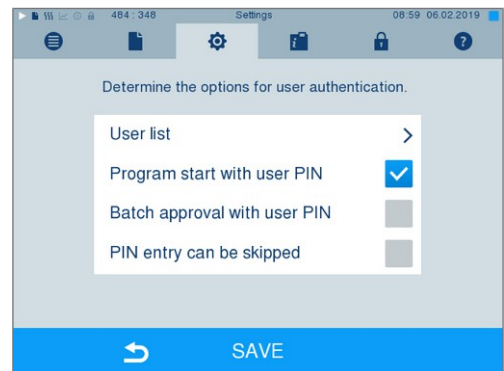 484 : 348 Settings 08:59 06.02.2019
Determine the options for user authentication.
User list
Program start with user PIN
Batch approval with user PIN
PIN entry can be skipped
SAVE